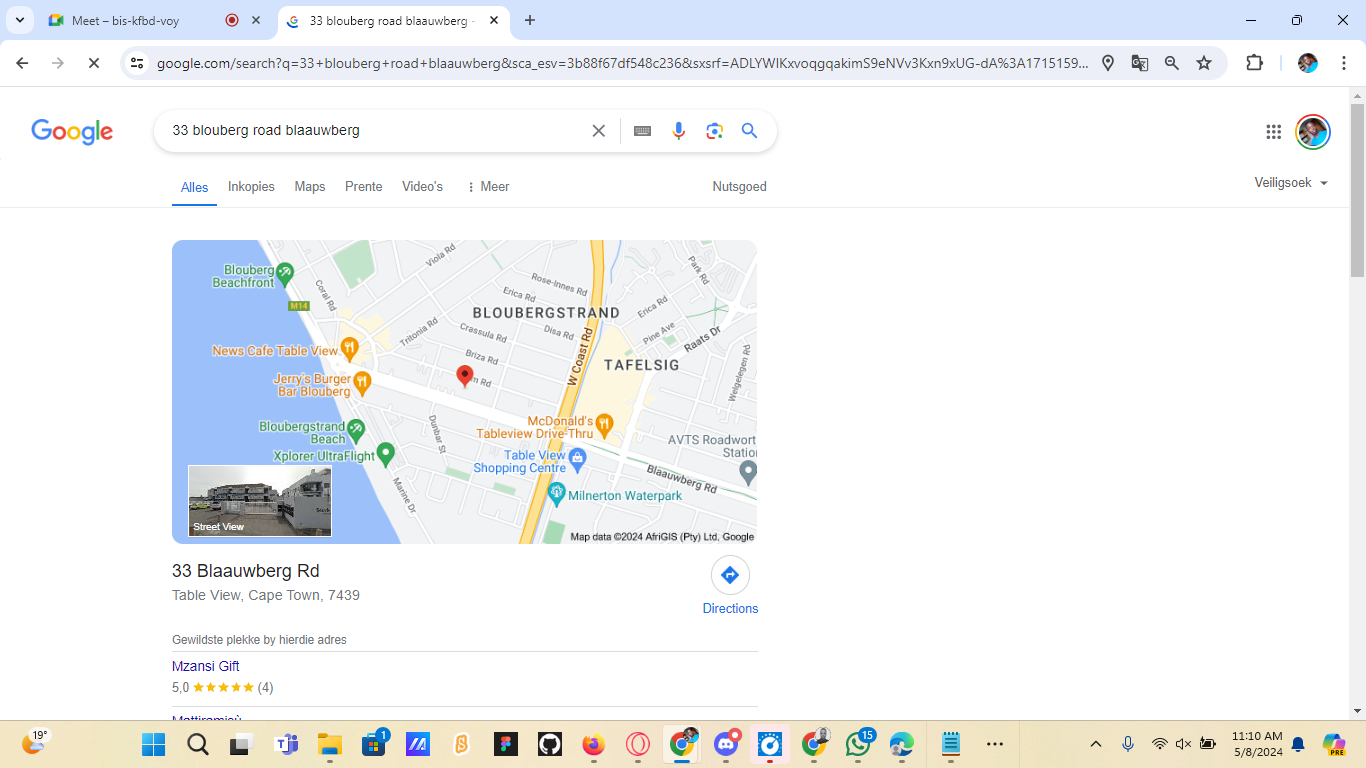 Meet – bis-kfbd-voy
33 blouberg road blaauwberg -
google.com/search?q=33+blouberg+road+blaauwberg&sca_esv=3b88f67df548c236&sxsrf=ADLYWIKxvoqgqakimS9eNVv3Kxn9xUG-dA%3A1715159...
Google
33 blouberg road blaauwberg
Alles
Inkopies
Maps
Prente
Video's
Meer
Nutsgoed
Veiligsoek
Viola Rd
Park Rd
Blouberg
Beachfront
Coral Rd
M14
Rose-Innes Rd
Erica Rd
Erica Rd
BLOUBERGSTRAND
Tritonia Rd
Crassula Rd
Disa Rd
Pine Ave
Raats Dr
W Coast Rd
News Cafe Table View
Briza Rd
TAFELSIG
Welgelegen Rd
Jerry's Burger
Bar Blouberg
n Rd
McDonald's
Tableview Drive-Thru
Bloubergstrand
Beach
Dunbar St
AVTS Roadwort
Station
Xplorer UltraFlight
Table View
Shopping Centre
Blaauwberg Rd
Marine Dr
Milnerton Waterpark
Street View
Map data ©2024 AfriGIS (Pty) Ltd, Google
33 Blaauwberg Rd
Table View, Cape Town, 7439
Directions
Gewildste plekke by hierdie adres
Mzansi Gift
5,0 ★★★★★ (4)
Mattiramisù
19°
1
15
11:10 AM
5/8/2024
PRE